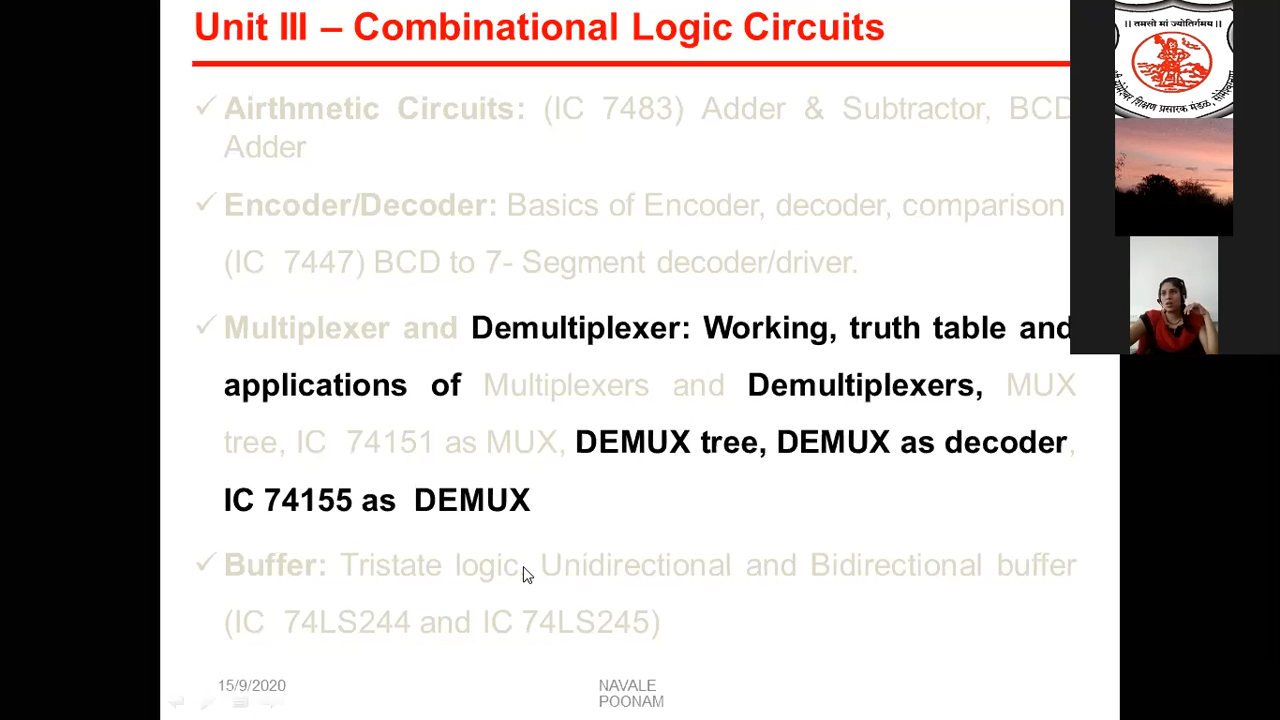 Unit III – Combinational Logic Circuits
।। तमसो मां ज्योतिर्गमय ।।
✓ Airthmetic Circuits: (IC 7483) Adder & Subtractor, BCD
Adder
✓ Encoder/Decoder: Basics of Encoder, decoder, comparison
(IC 7447) BCD to 7- Segment decoder/driver.
✓ Multiplexer and Demultiplexer: Working, truth table and
applications of Multiplexers and Demultiplexers, MUX
tree, IC 74151 as MUX, DEMUX tree, DEMUX as decoder,
IC 74155 as DEMUX
✓ Buffer: Tristate logic, Unidirectional and Bidirectional buffer
(IC 74LS244 and IC 74LS245)
15/9/2020
NAVALE
POONAM